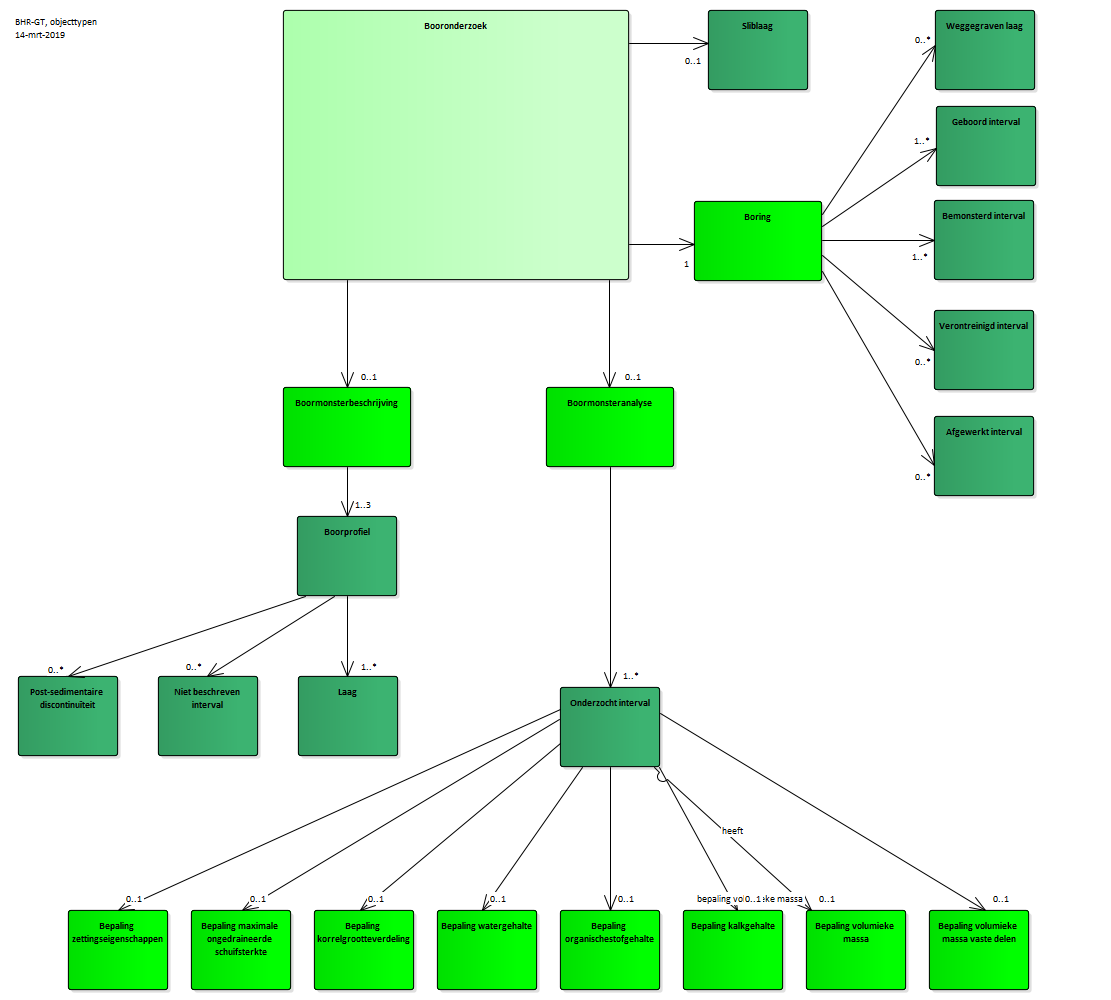 BHR-GT, objecttypen
14-mrt-2019
Booronderzoek
Sliblaag
0..1
Weggegraven laag
0..*
Geboord interval
1..*
Boring
1
Bemonsterd interval
1..*
Verontreinigd interval
0..*
Afgewerkt interval
0..*
0..1
Boormonsterbeschrijving
0..1
Boormonsteranalyse
1..3
Boorprofiel
0..*
0..*
1..*
Post-sedimentaire
discontinuiteit
Niet beschreven
interval
Laag
1..*
Onderzocht interval
heeft
0..1
0..1
0..1
0..1
0..1
bepaling vol
0..1
ke massa
0..1
0..1
Bepaling
zettingseigenschappen
Bepaling maximale
ongedraineerde
schuifsterkte
Bepaling
korrelgrootteverdeling
Bepaling watergehalte
Bepaling
organischestofgehalte
Bepaling kalkgehalte
Bepaling volumieke
massa
Bepaling volumieke
massa vaste delen